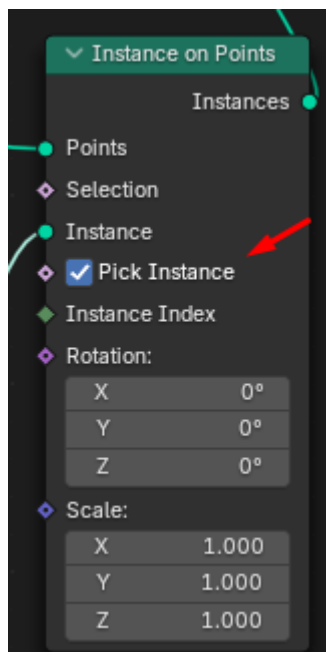 Instance on Points
Instances
Points
Selection
Instance
Pick Instance
Instance Index
Rotation:
X 0°
Y 0°
Z 0°
Scale:
X 1.000
Y 1.000
Z 1.000